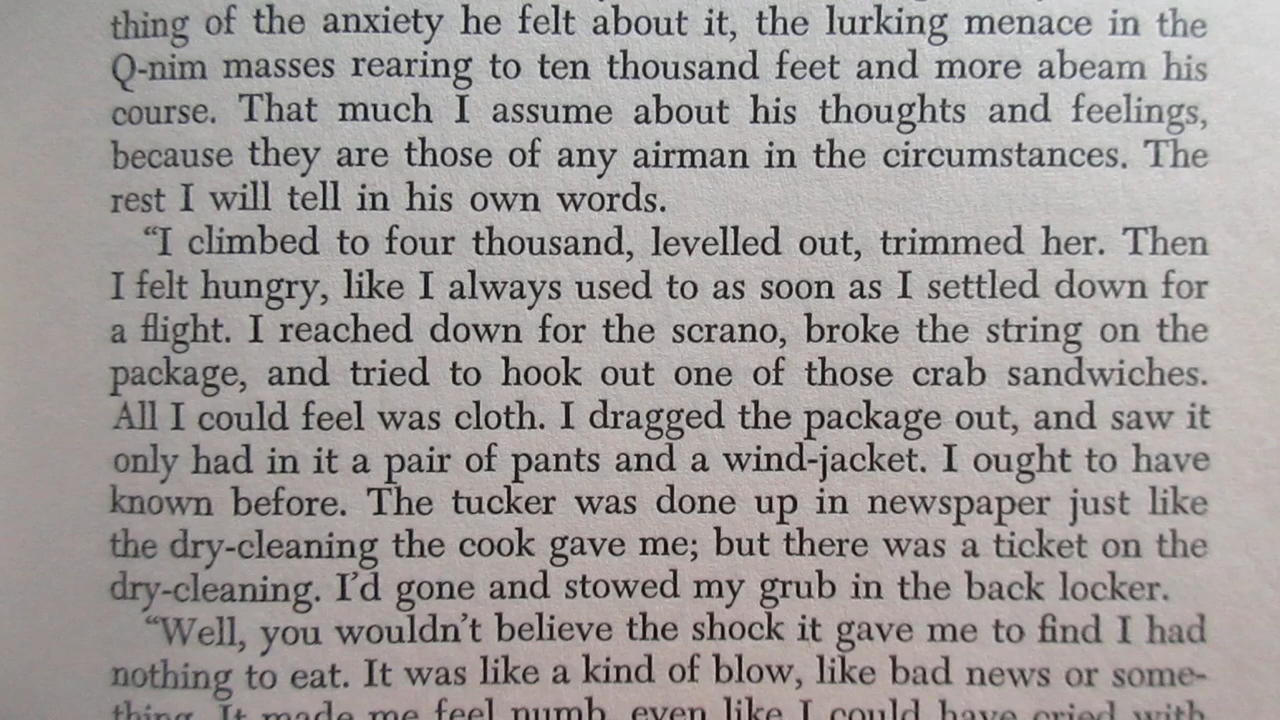 thing of the anxiety he felt about it, the lurking menace in the
Q-nim masses rearing to ten thousand feet and more abeam his
course. That much I assume about his thoughts and feelings,
because they are those of any airman in the circumstances. The
rest I will tell in his own words.
“I climbed to four thousand, levelled out, trimmed her. Then
I felt hungry, like I always used to as soon as I settled down for
a flight. I reached down for the scrano, broke the string on the
package, and tried to hook out one of those crab sandwiches.
All I could feel was cloth. I dragged the package out, and saw it
only had in it a pair of pants and a wind-jacket. I ought to have
known before. The tucker was done up in newspaper just like
the dry-cleaning the cook gave me; but there was a ticket on the
dry-cleaning. I’d gone and stowed my grub in the back locker.
“Well, you wouldn’t believe the shock it gave me to find I had
nothing to eat. It was like a kind of blow, like bad news or some-
thing. It made me feel numb, even like I could have cried with